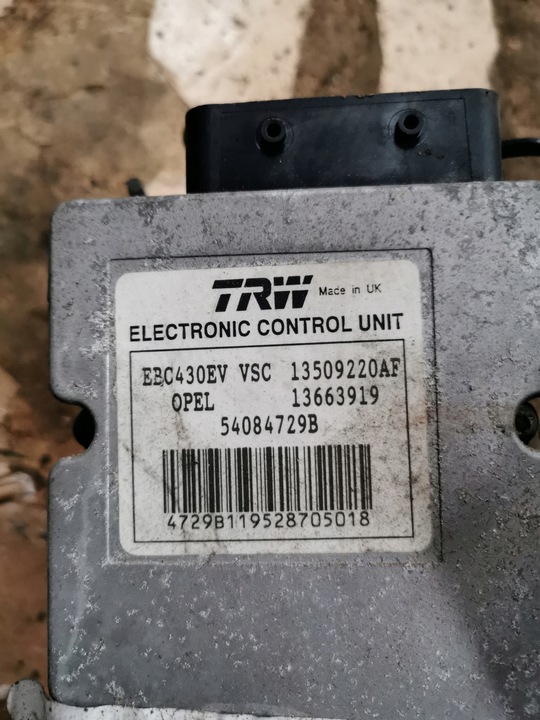 TRW Made in UK
ELECTRONIC CONTROL UNIT
EBC430EV VSC 13509220AF
OPEL 13663919
54084729B
4729B119528705018